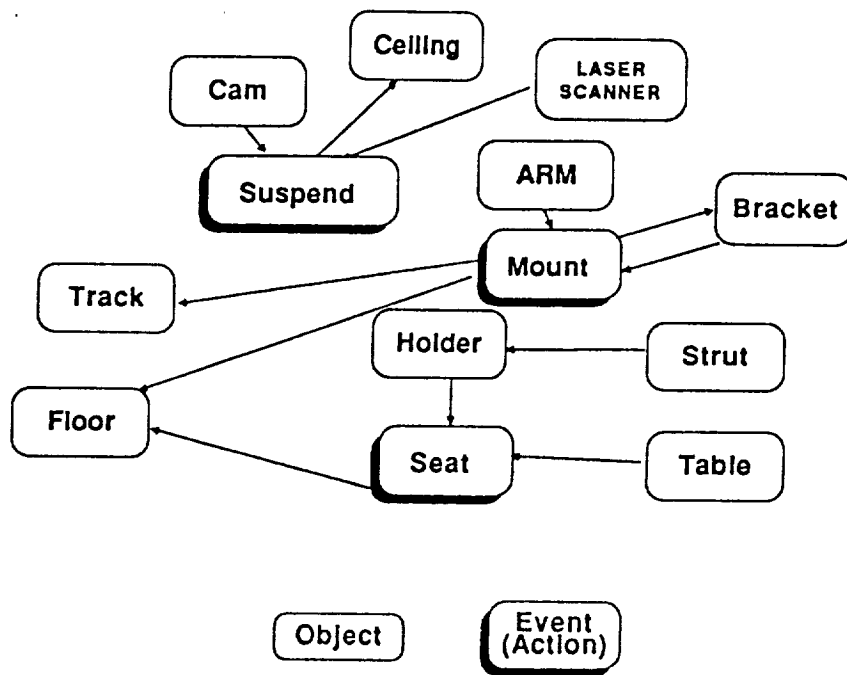 Ceiling
Cam
LASER
SCANNER
Suspend
ARM
Bracket
Mount
Track
Holder
Strut
Floor
Seat
Table
Object
Event
(Action)